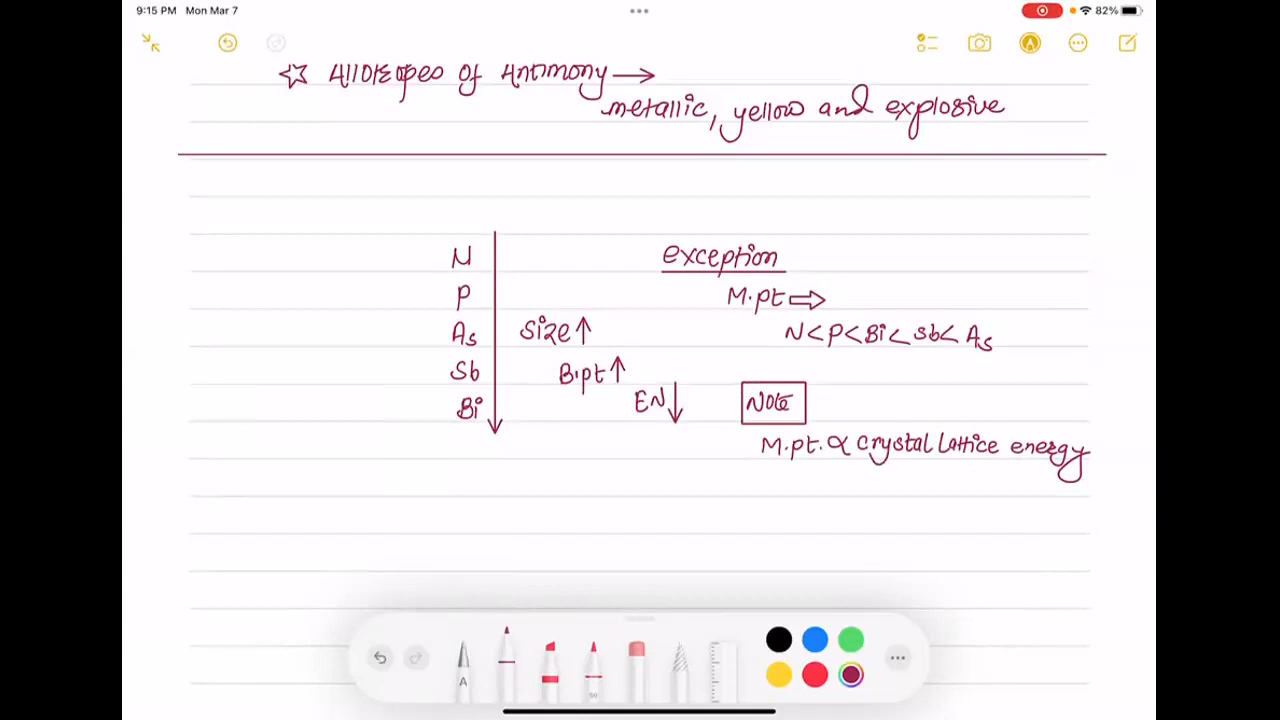 9:15 PM Mon Mar 7
82%
☆ Allotropes of Antimony →
metallic, yellow and explosive
N
P
As
Sb
Bi
Size ↑
B.pt ↑
EN ↓
exception
M.pt ⇒
N < P < Bi < Sb < As
Note
M.pt. ∝ crystal lattice energy
A
50